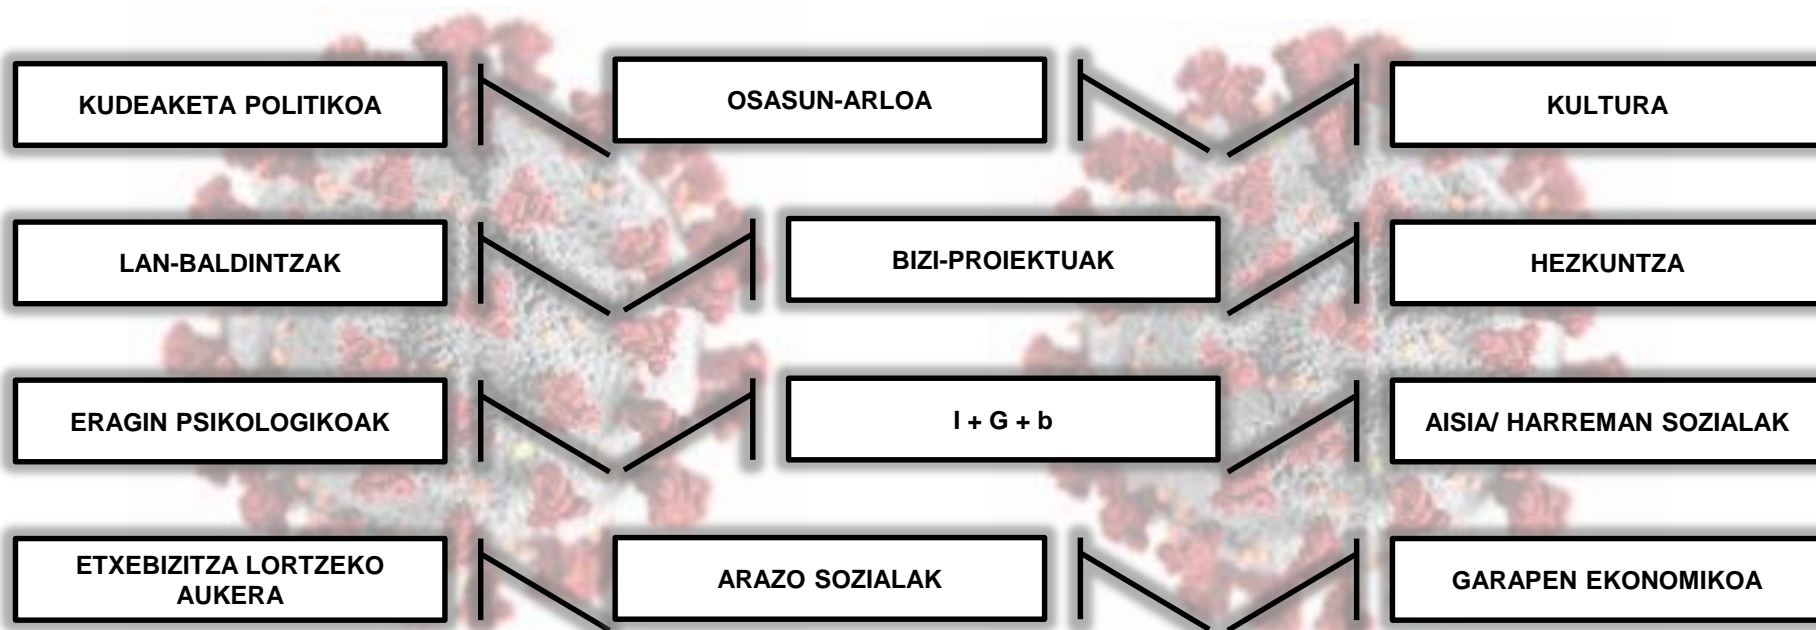 KUDEAKETA POLITIKOA
OSASUN-ARLOA
KULTURA
LAN-BALDINTZAK
BIZI-PROIEKTUAK
HEZKUNTZA
ERAGIN PSIKOLOGIKOAK
I + G + b
AISIA/ HARREMAN SOZIALAK
ETXEBIZITZA LORTZEKO
AUKERA
ARAZO SOZIALAK
GARAPEN EKONOMIKOA